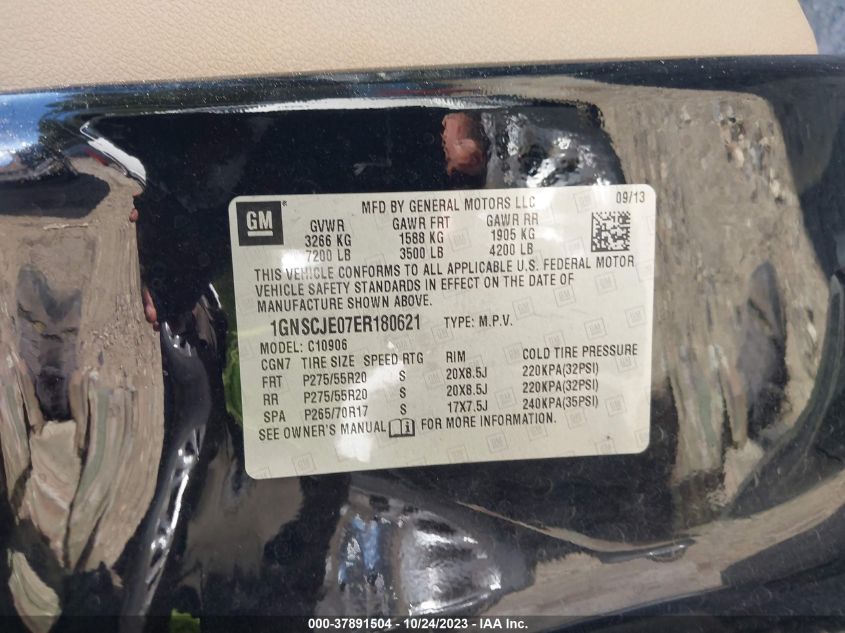 GM
MFD BY GENERAL MOTORS LLC
09/13
GVWR GAWR FRT GAWR RR
3266 KG 1588 KG 1905 KG
7200 LB 3500 LB 4200 LB
THIS VEHICLE CONFORMS TO ALL APPLICABLE U.S. FEDERAL MOTOR
VEHICLE SAFETY STANDARDS IN EFFECT ON THE DATE OF
MANUFACTURE SHOWN ABOVE.
1GNSCJE07ER180621 TYPE: M.P.V.
MODEL: C10906
CGN7 TIRE SIZE SPEED RTG RIM COLD TIRE PRESSURE
FRT P275/55R20 S 20X8.5J 220KPA(32PSI)
RR P275/55R20 S 20X8.5J 220KPA(32PSI)
SPA P265/70R17 S 17X7.5J 240KPA(35PSI)
SEE OWNER'S MANUAL FOR MORE INFORMATION.
000-37891504 - 10/24/2023 - IAA Inc.